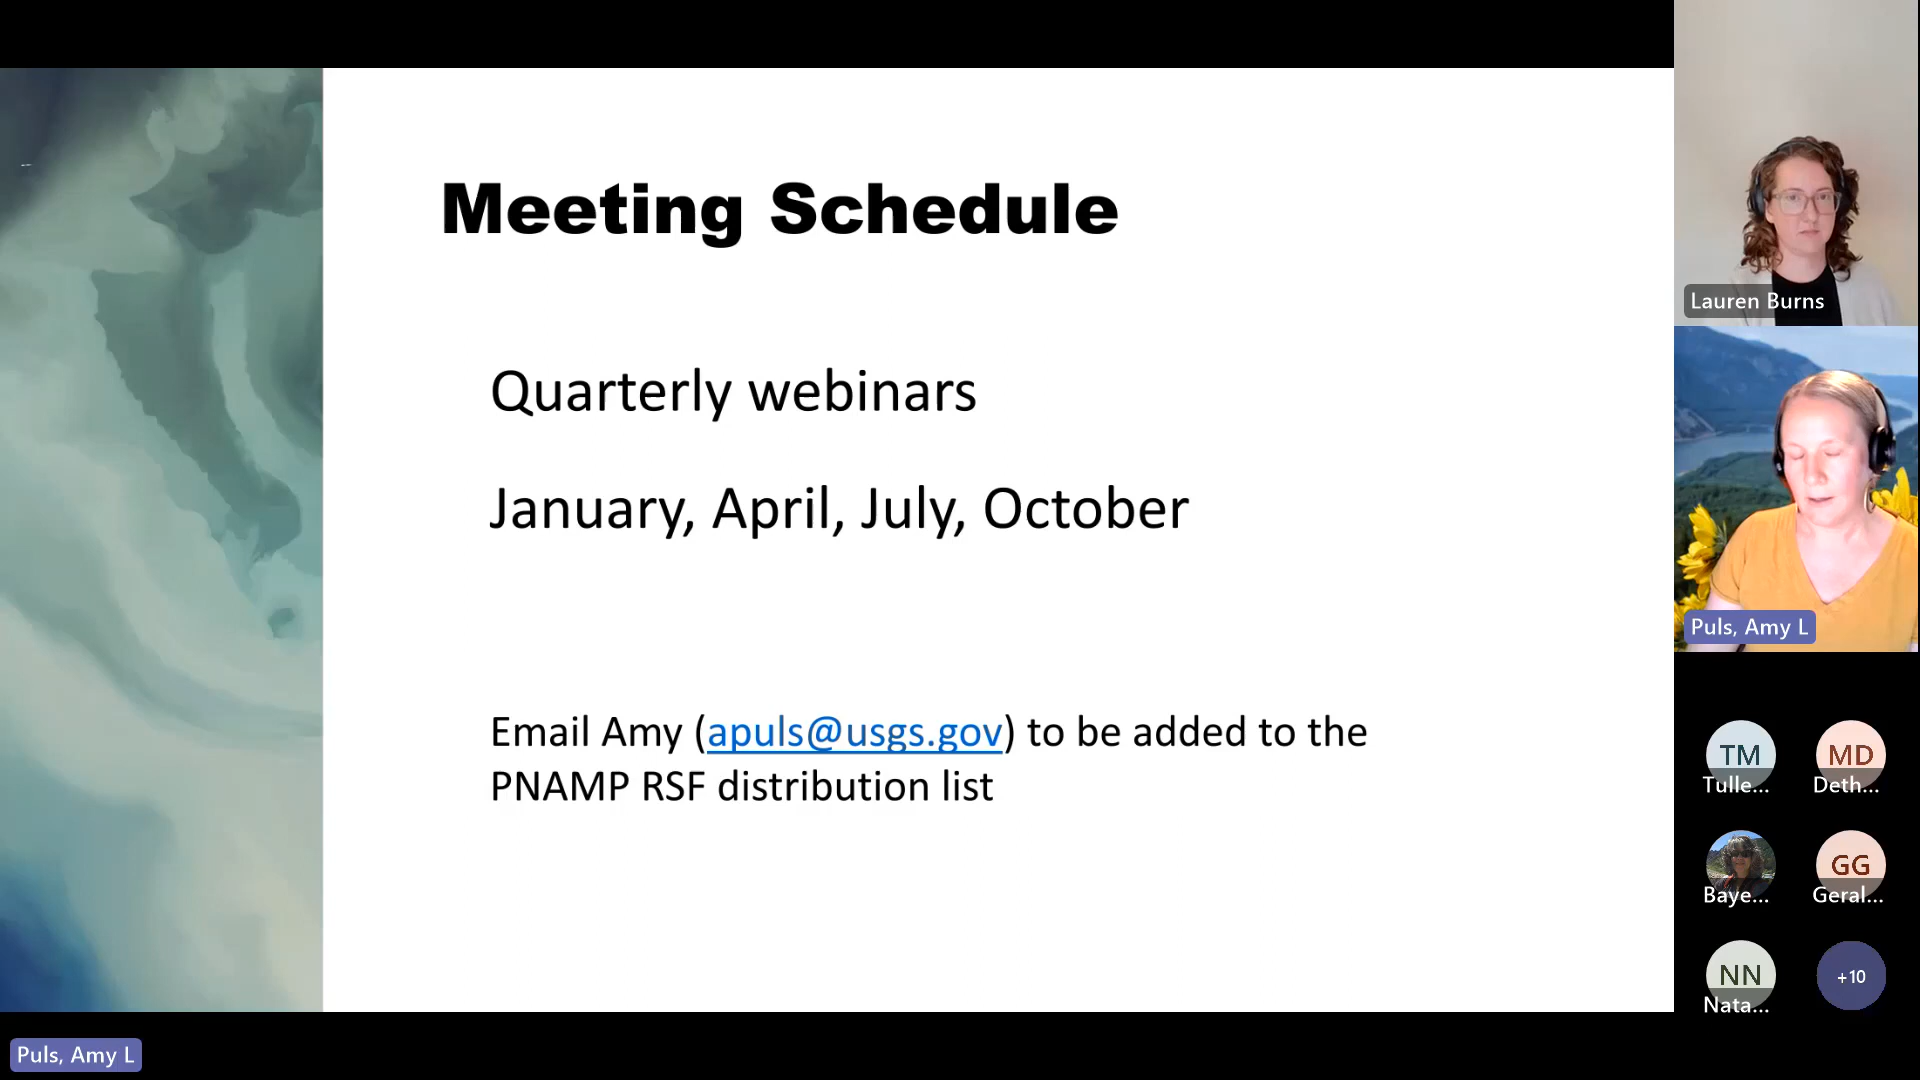 Meeting Schedule
Quarterly webinars
January, April, July, October
Email Amy (apuls@usgs.gov) to be added to the
PNAMP RSF distribution list
Lauren Burns
Puls, Amy L
TM
Tulle...
MD
Deth...
Baye...
GG
Geral...
NN
Nata...
+10
Puls, Amy L